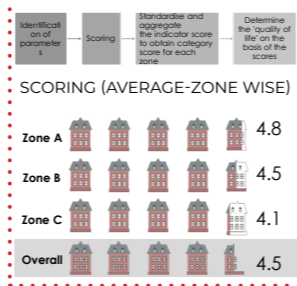 Identificati
on of
parameter
s
Scoring
Standardise and
aggregate
the indicator score
to obtain category
score for each
zone
Determine
the 'quality of
life' on the
basis of the
scores
SCORING (AVERAGE-ZONE WISE)
Zone A 4.8
Zone B 4.5
Zone C 4.1
Overall 4.5